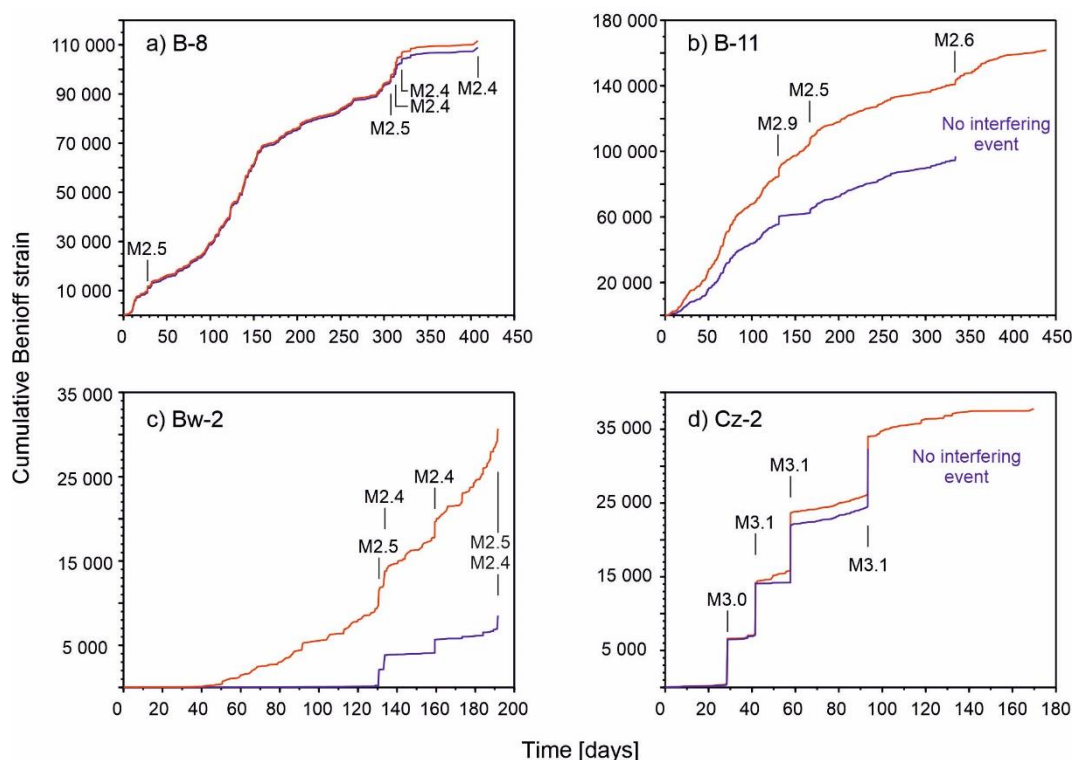 Cumulative Benioff strain
a) B-8
110 000
90 000
70 000
50 000
30 000
10 000
M2.5
M2.4
M2.4
M2.5
M2.4
0 50 100 150 200 250 300 350 400 450
b) B-11
180 000
140 000
100 000
60 000
20 000
M2.9
M2.5
M2.6
No interfering
event
0 50 100 150 200 250 300 350 400 450
c) Bw-2
35 000
25 000
15 000
5 000
M2.4
M2.4
M2.5
M2.5
M2.4
0 20 40 60 80 100 120 140 160 180 200
d) Cz-2
35 000
25 000
15 000
5 000
M3.1
M3.1
M3.0
M3.1
No interfering
event
0 20 40 60 80 100 120 140 160 180
Time [days]